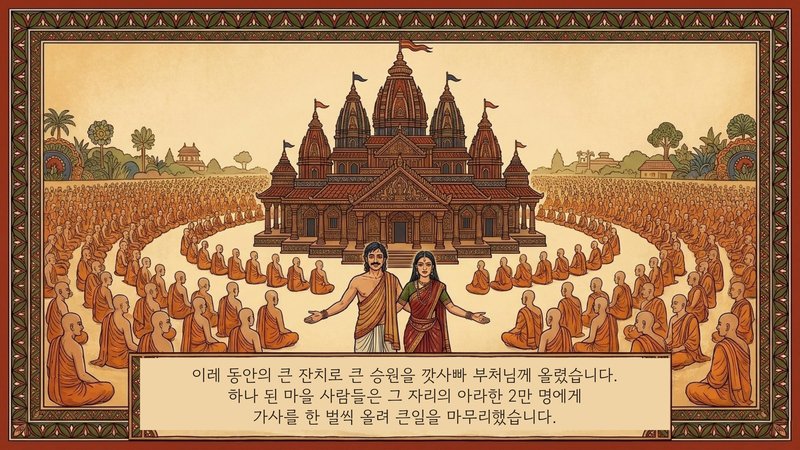 이레 동안의 큰 잔치로 큰 승원을 깟사빠 부처님께 올렸습니다.
하나 된 마을 사람들은 그 자리의 아라한 2만 명에게
가사를 한 벌씩 올려 큰일을 마무리했습니다.